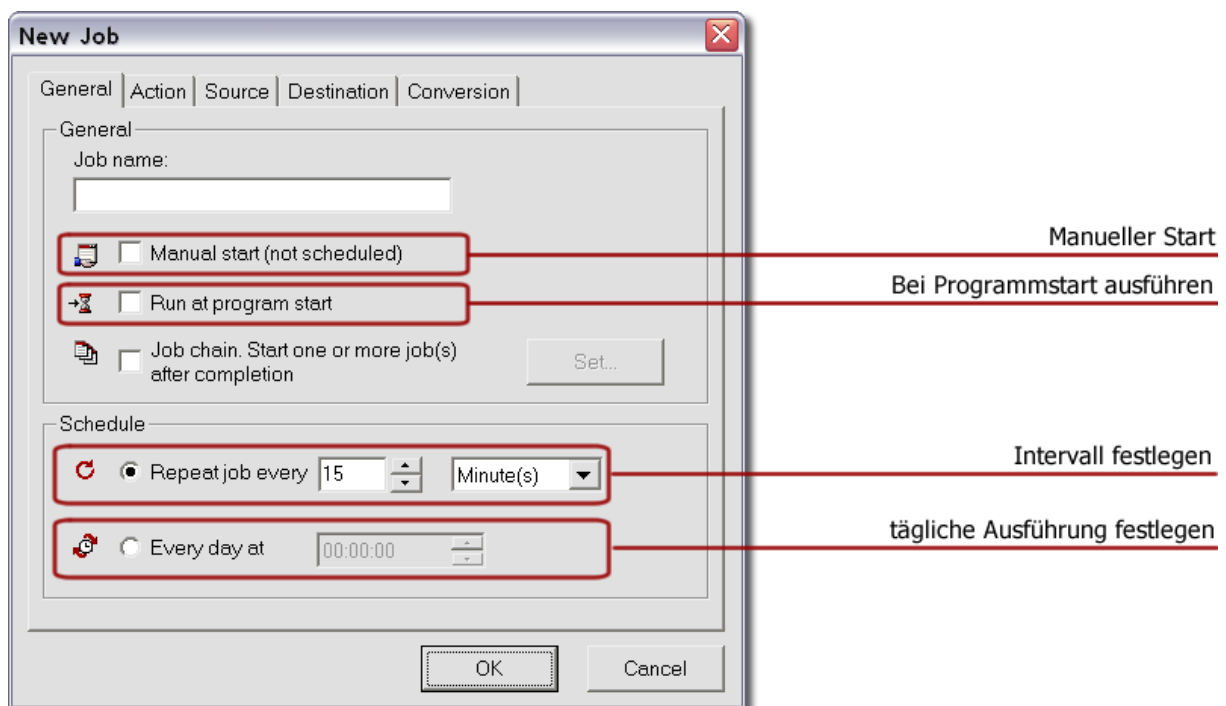 New Job
General Action Source Destination Conversion
General
Job name:
Manual start (not scheduled)
Manueller Start
Run at program start
Bei Programmstart ausführen
Job chain. Start one or more job(s)
after completion
Set...
Schedule
Repeat job every 15 Minute(s)
Intervall festlegen
Every day at 00:00:00
tägliche Ausführung festlegen
OK Cancel